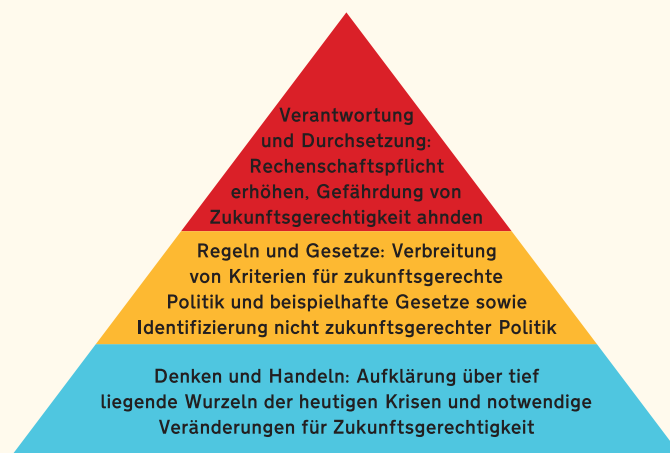 Verantwortung
und Durchsetzung:
Rechenschaftspflicht
erhöhen, Gefährdung von
Zukunftsgerechtigkeit ahnden
Regeln und Gesetze: Verbreitung
von Kriterien für zukunftsgerechte
Politik und beispielhafte Gesetze sowie
Identifizierung nicht zukunftsgerechter Politik
Denken und Handeln: Aufklärung über tief
liegende Wurzeln der heutigen Krisen und notwendige
Veränderungen für Zukunftsgerechtigkeit